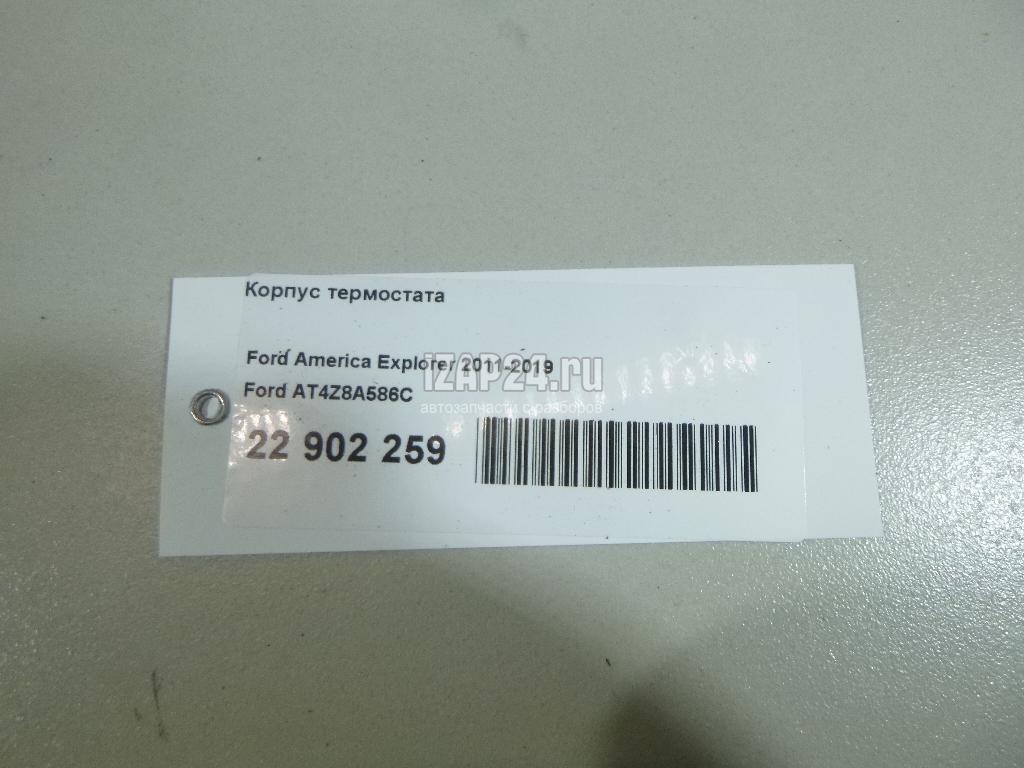 Корпус термостата
Ford America Explorer 2011-2019
iZAP24.ru
Ford AT4Z8A586C
автозапчасти с разборов
22 902 259